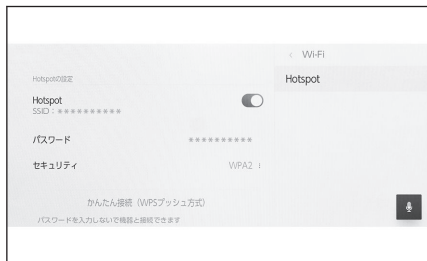 < Wi-Fi
Hotspotの設定
Hotspot
Hotspot
SSID：**********
パスワード
**********
セキュリティ
WPA2
かんたん接続（WPSプッシュ方式）
パスワードを入力しないで機器と接続できます